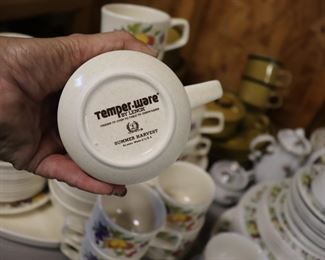 Temper-ware
BY LENOX
SUMMER HARVEST